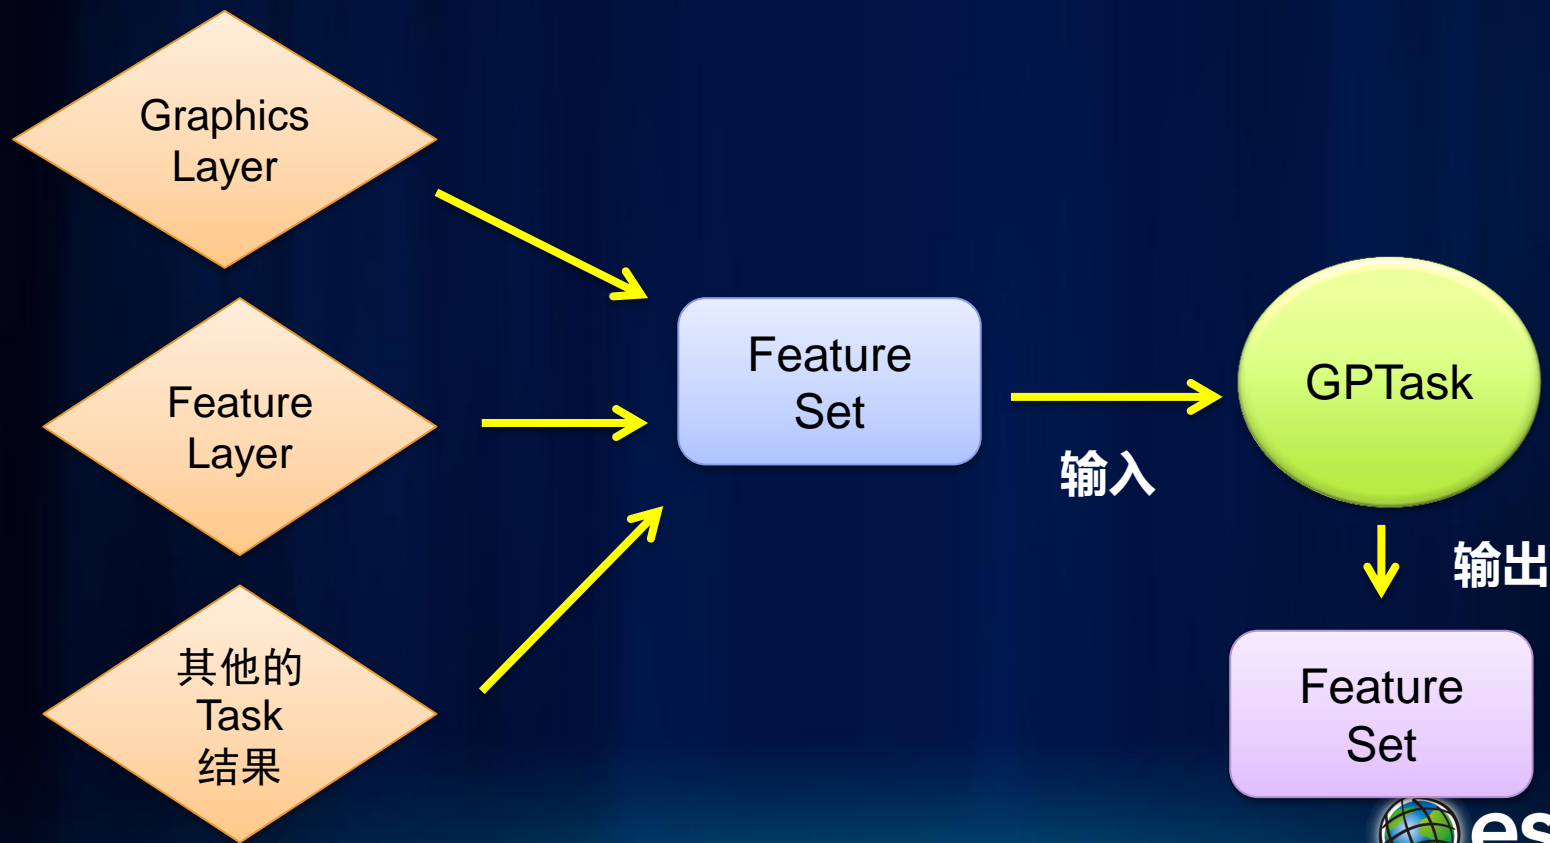 Graphics
Layer
Feature
Layer
其他的
Task
结果
Feature
Set
输入
GPTask
输出
Feature
Set
es